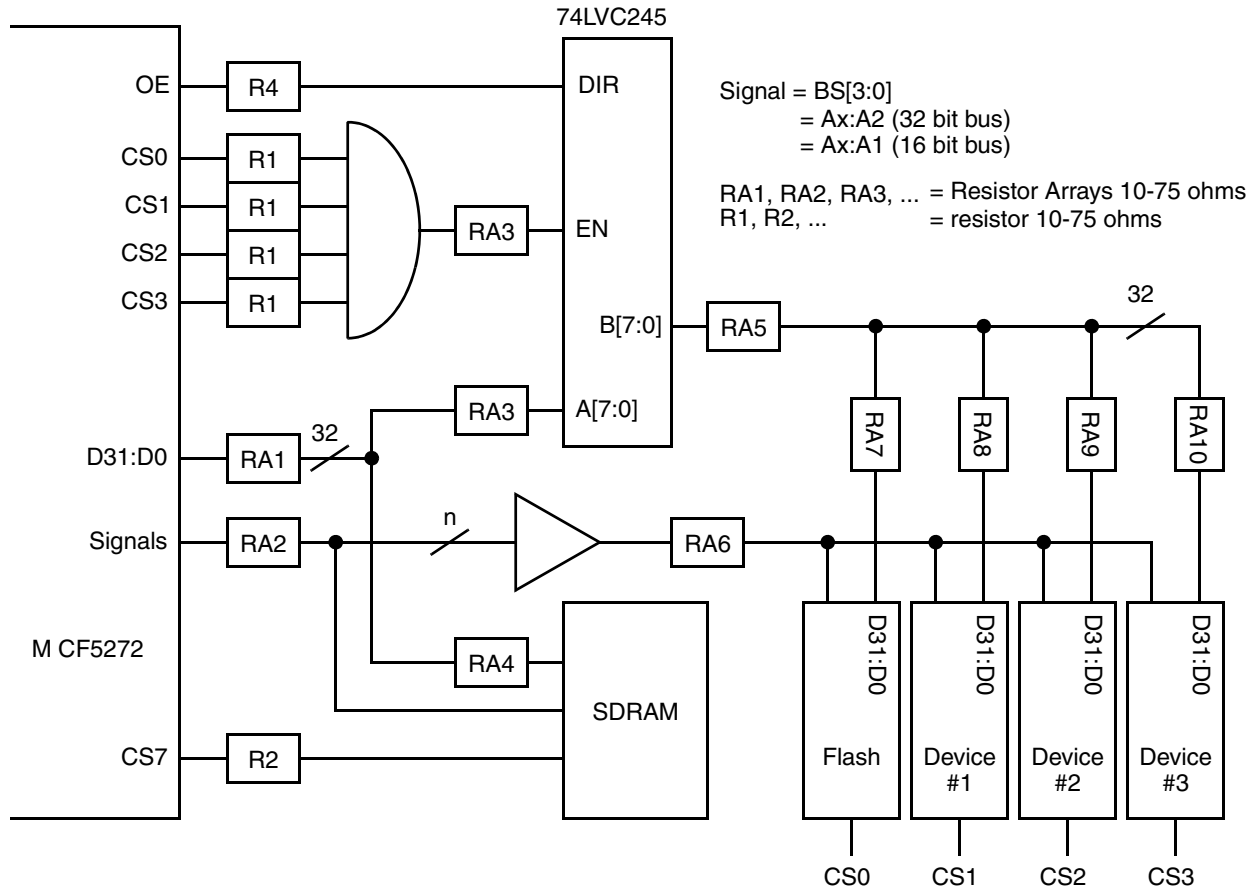 74LVC245
OE
R4
DIR
Signal = BS[3:0]
= Ax:A2 (32 bit bus)
= Ax:A1 (16 bit bus)
CS0
R1
CS1
R1
CS2
R1
CS3
R1
RA3
EN
RA1, RA2, RA3, ... = Resistor Arrays 10-75 ohms
R1, R2, ... = resistor 10-75 ohms
B[7:0]
RA5
32
RA3
A[7:0]
RA7
RA8
RA9
RA10
D31:D0
RA1
32
Signals
RA2
n
RA6
M CF5272
RA4
SDRAM
CS7
R2
D31:D0
D31:D0
D31:D0
D31:D0
Flash
Device
#1
Device
#2
Device
#3
CS0
CS1
CS2
CS3